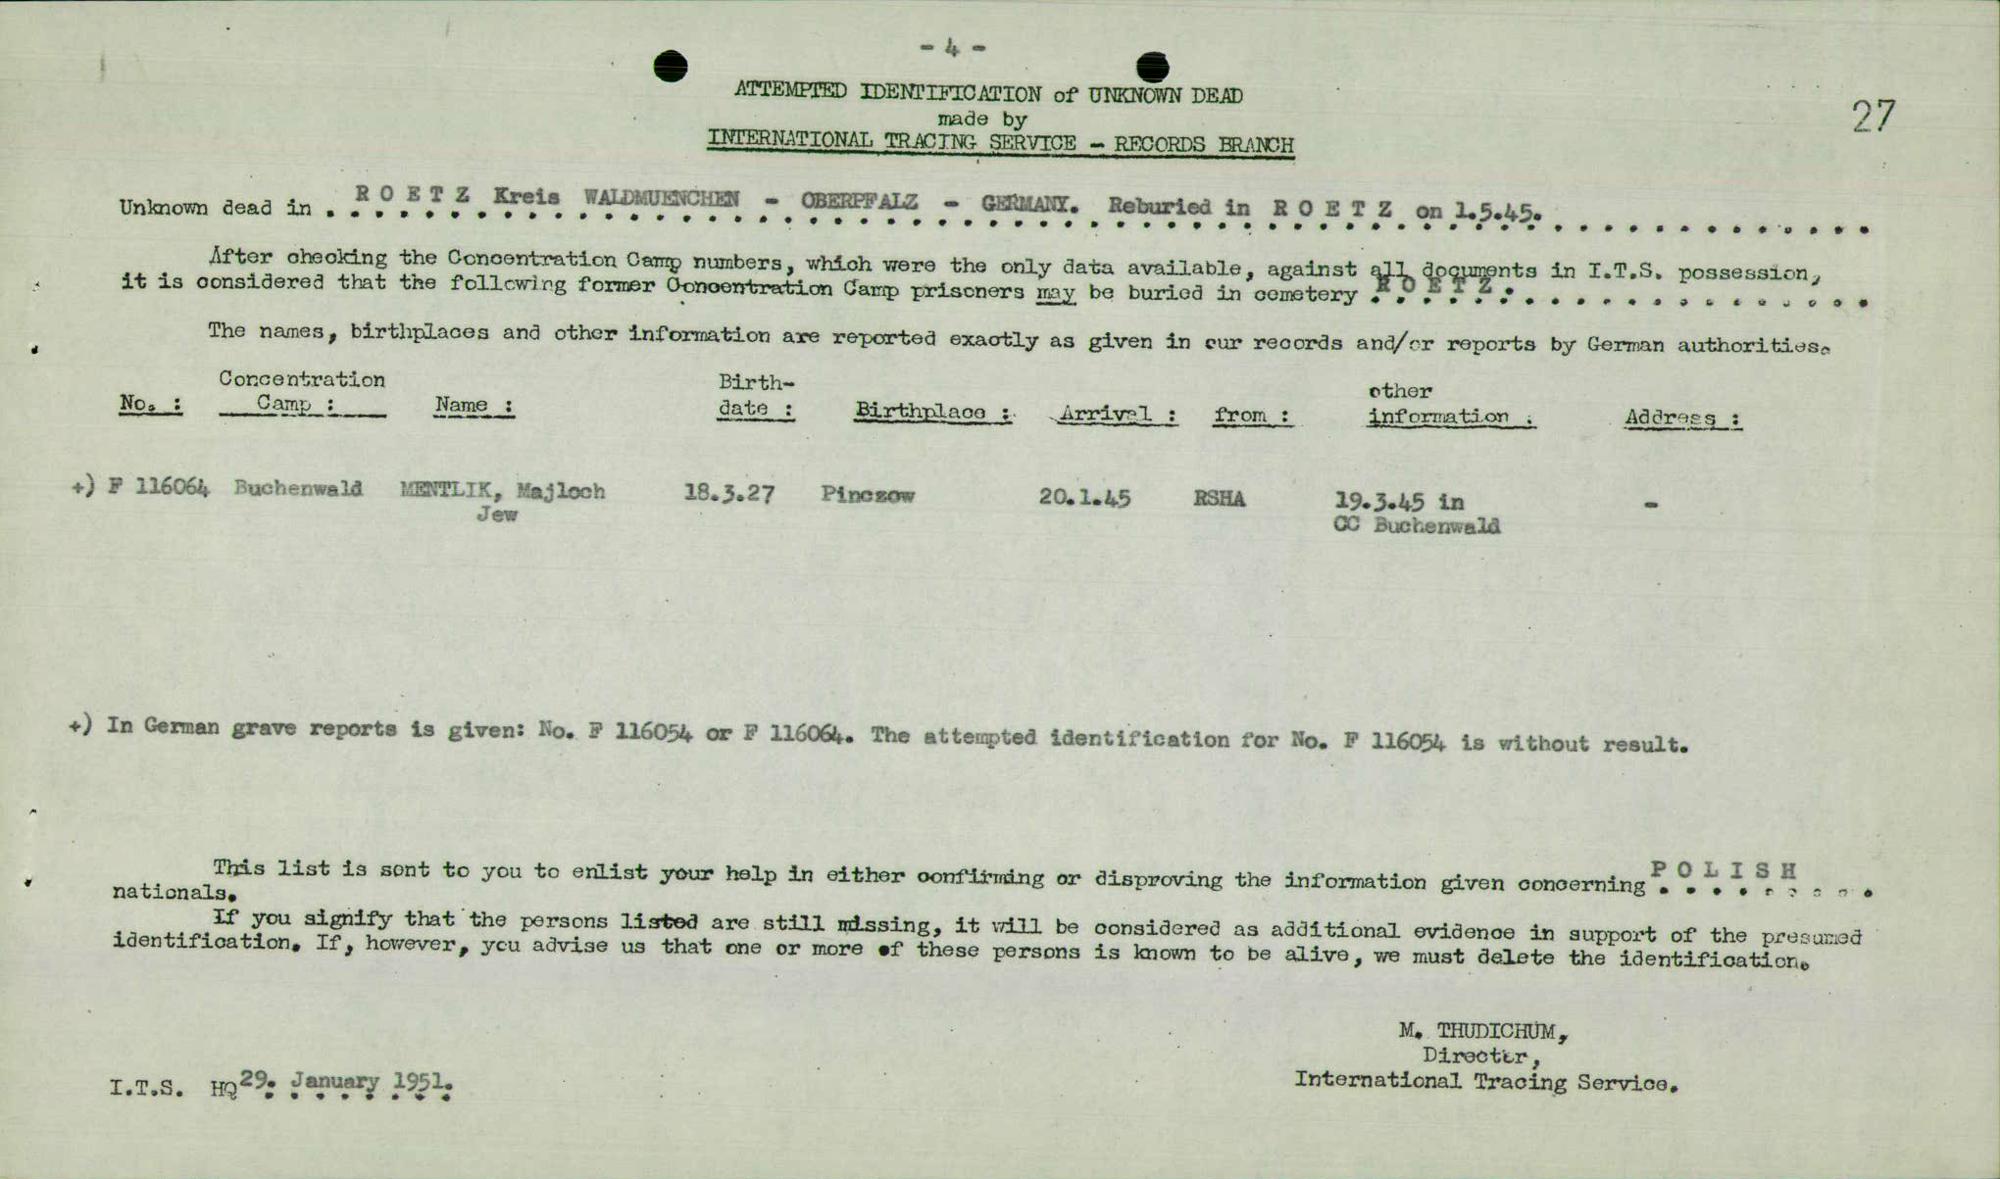 - 4 -
ATTEMPTED IDENTIFICATION of UNKNOWN DEAD
made by
INTERNATIONAL TRACING SERVICE - RECORDS BRANCH
27
Unknown dead in . R O E T Z Kreis WALDMUENCHEN - OBERPFALZ - GERMANY. Reburied in R O E T Z on 1.5.45.
After checking the Concentration Camp numbers, which were the only data available, against all documents in I.T.S. possession,
it is considered that the following former Concentration Camp prisoners may be buried in cemetery R O E T Z .
The names, birthplaces and other information are reported exactly as given in our records and/or reports by German authorities.
No. : Concentration Camp : Name : Birth-date : Birthplace : Arrival : from : other information : Address :
+) F 116064 Buchenwald MENTLIK, Majloch 18.3.27 Pinczow 20.1.45 RSHA 19.3.45 in -
Jew CC Buchenwald
+) In German grave reports is given: No. F 116054 or F 116064. The attempted identification for No. F 116054 is without result.
This list is sent to you to enlist your help in either confirming or disproving the information given concerning P O L I S H
nationals.
If you signify that the persons listed are still missing, it will be considered as additional evidence in support of the presumed
identification. If, however, you advise us that one or more of these persons is known to be alive, we must delete the identification.
M. THUDICHUM,
Director,
International Tracing Service.
I.T.S. HQ 29. January 1951.